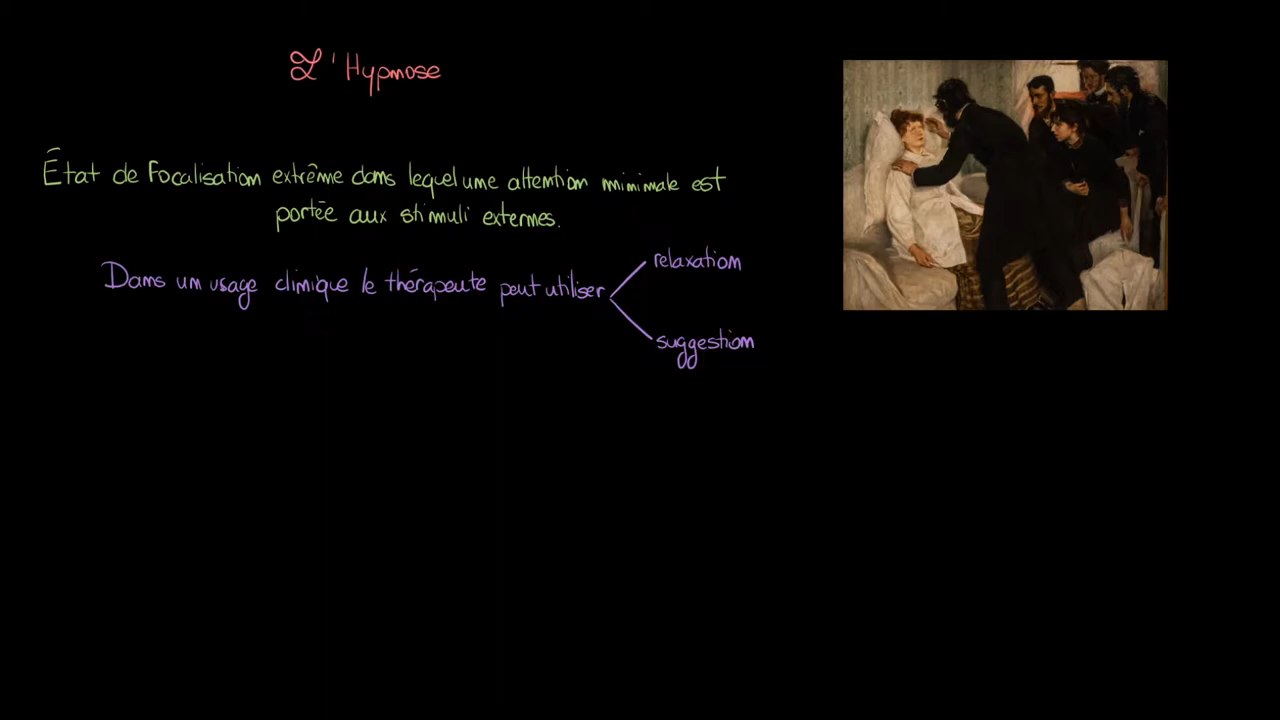 L'Hypnose
État de focalisation extrême dans lequel une attention minimale est
portée aux stimuli externes.
Dans un usage clinique le thérapeute peut utiliser
relaxation
suggestion